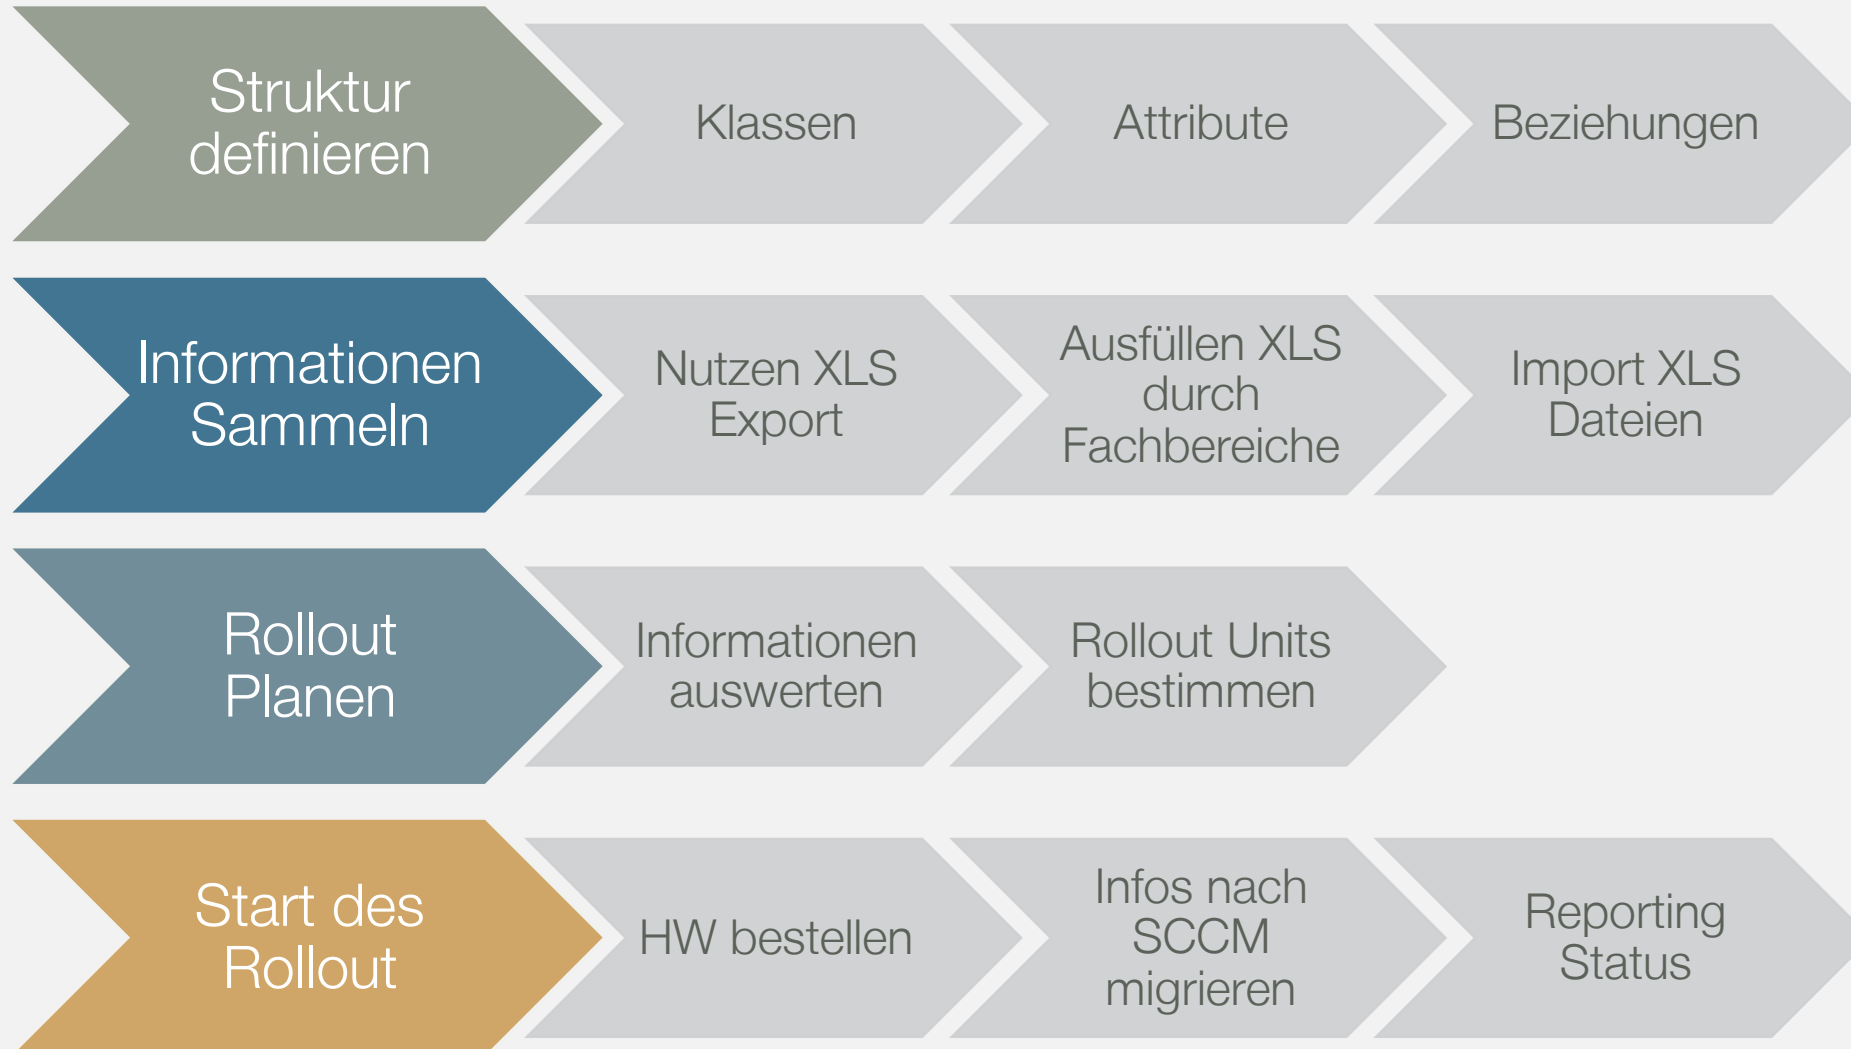 Struktur
definieren
Klassen
Attribute
Beziehungen
Informationen
Sammeln
Nutzen XLS
Export
Ausfüllen XLS
durch
Fachbereiche
Import XLS
Dateien
Rollout
Planen
Informationen
auswerten
Rollout Units
bestimmen
Start des
Rollout
HW bestellen
Infos nach
SCCM
migrieren
Reporting
Status